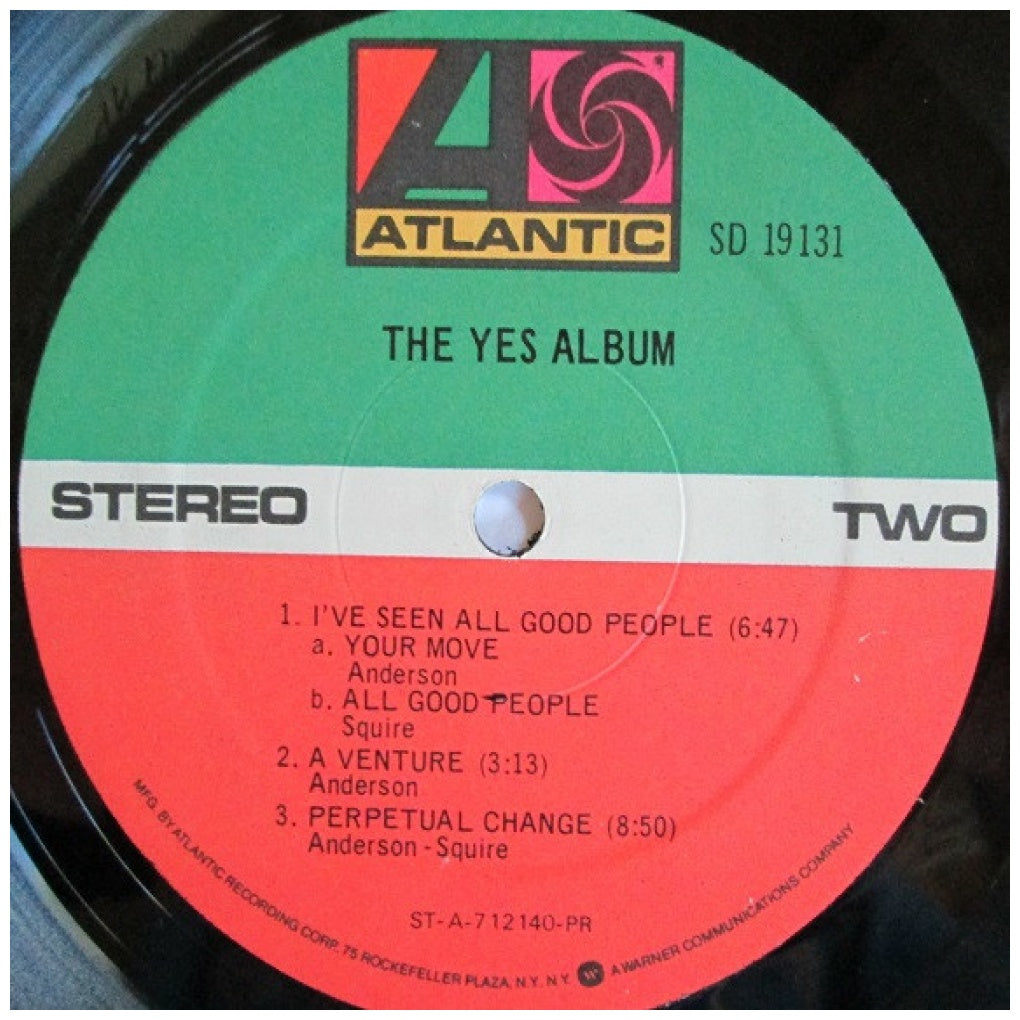 ATLANTIC
SD 19131
THE YES ALBUM
STEREO
TWO
1. I'VE SEEN ALL GOOD PEOPLE (6:47)
a. YOUR MOVE
Anderson
b. ALL GOOD PEOPLE
Squire
2. A VENTURE (3:13)
Anderson
3. PERPETUAL CHANGE (8:50)
Anderson - Squire
ST-A-712140-PR
MFG. BY ATLANTIC RECORDING CORP. 75 ROCKEFELLER PLAZA, N.Y. N.Y. W A WARNER COMMUNICATIONS COMPANY